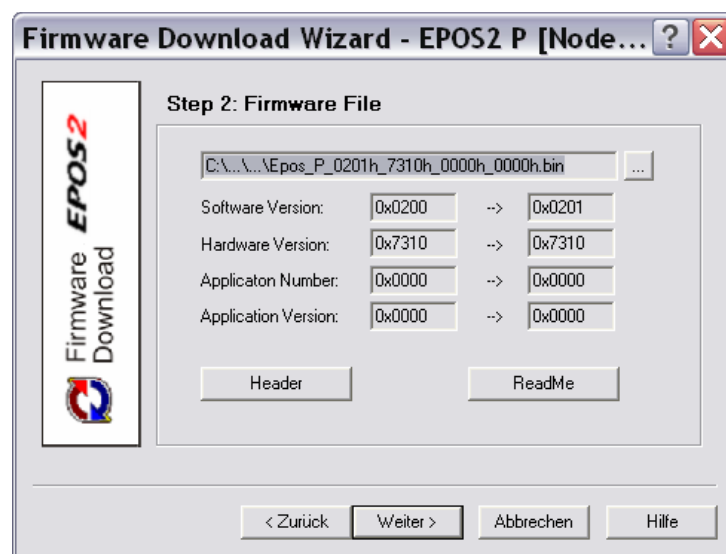 Firmware Download Wizard - EPOS2 P [Node...
Firmware EPOS2
Download
Step 2: Firmware File
C:\...\...\Epos_P_0201h_7310h_0000h_0000h.bin ...
Software Version: 0x0200 --> 0x0201
Hardware Version: 0x7310 --> 0x7310
Applicaton Number: 0x0000 --> 0x0000
Application Version: 0x0000 --> 0x0000
Header ReadMe
< Zurück Weiter > Abbrechen Hilfe